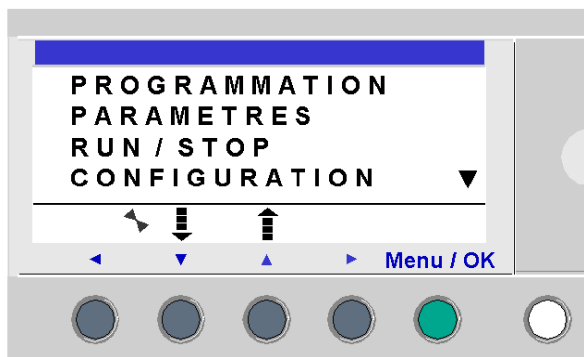 PROGRAMMATION
PARAMETRES
RUN / STOP
CONFIGURATION
Menu / OK